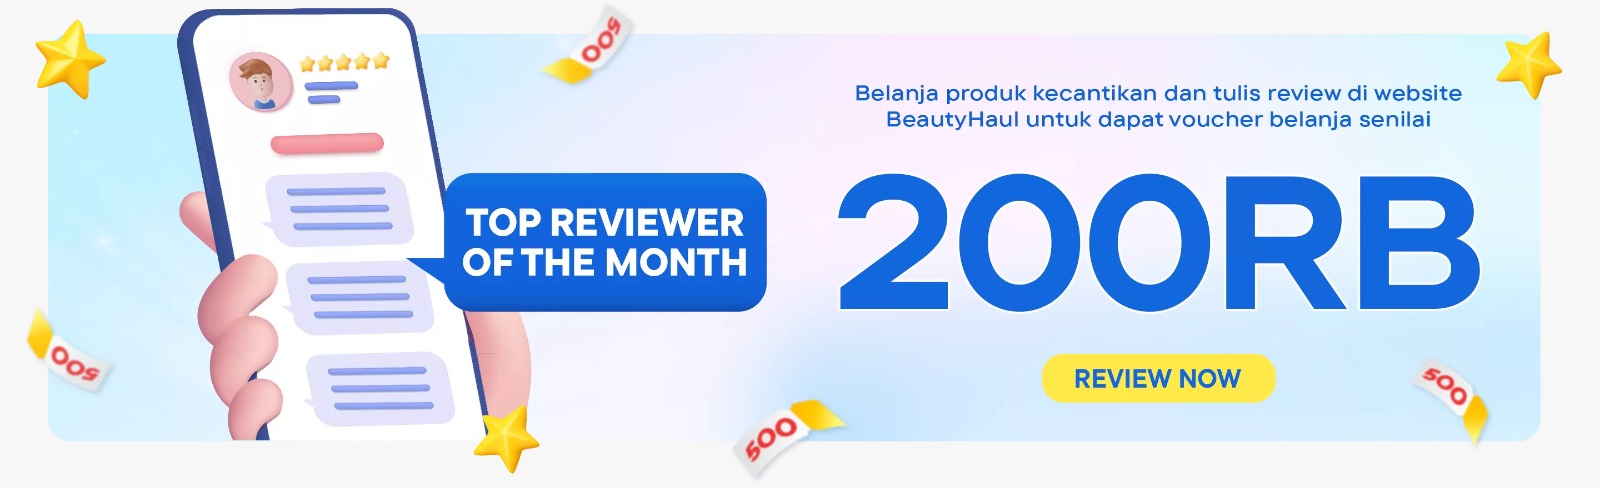 500
TOP REVIEWER
OF THE MONTH
Belanja produk kecantikan dan tulis review di website
BeautyHaul untuk dapat voucher belanja senilai
200RB
REVIEW NOW
500
500
500